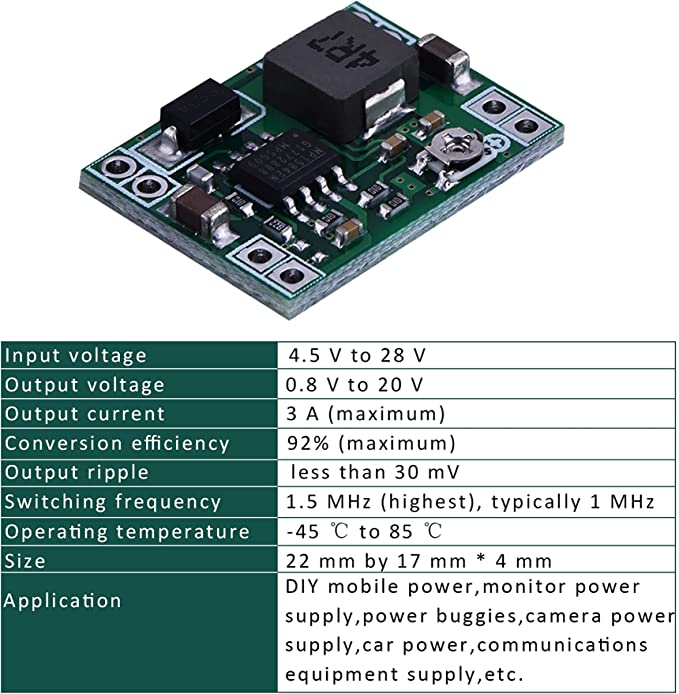 4R7
Input voltage 4.5 V to 28 V
Output voltage 0.8 V to 20 V
Output current 3 A (maximum)
Conversion efficiency 92% (maximum)
Output ripple less than 30 mV
Switching frequency 1.5 MHz (highest), typically 1 MHz
Operating temperature -45 ℃ to 85 ℃
Size 22 mm by 17 mm * 4 mm
Application DIY mobile power,monitor power
supply,power buggies,camera power
supply,car power,communications
equipment supply,etc.